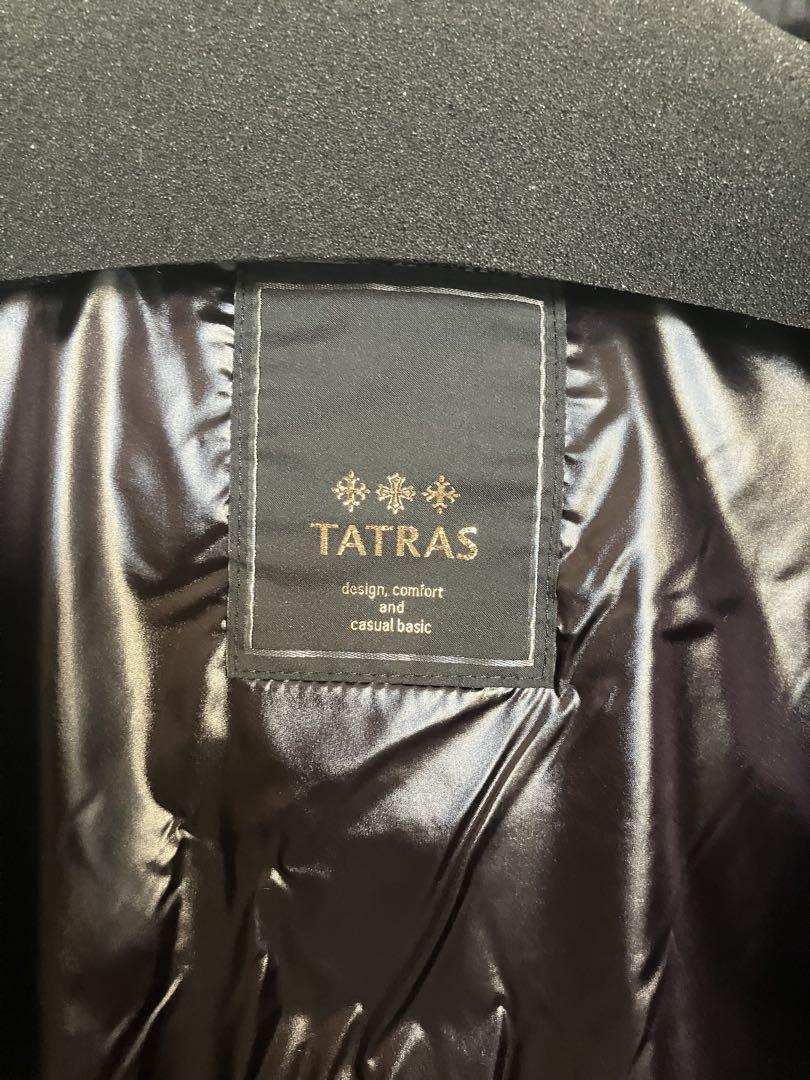 TATRAS
design, comfort
and
casual basic